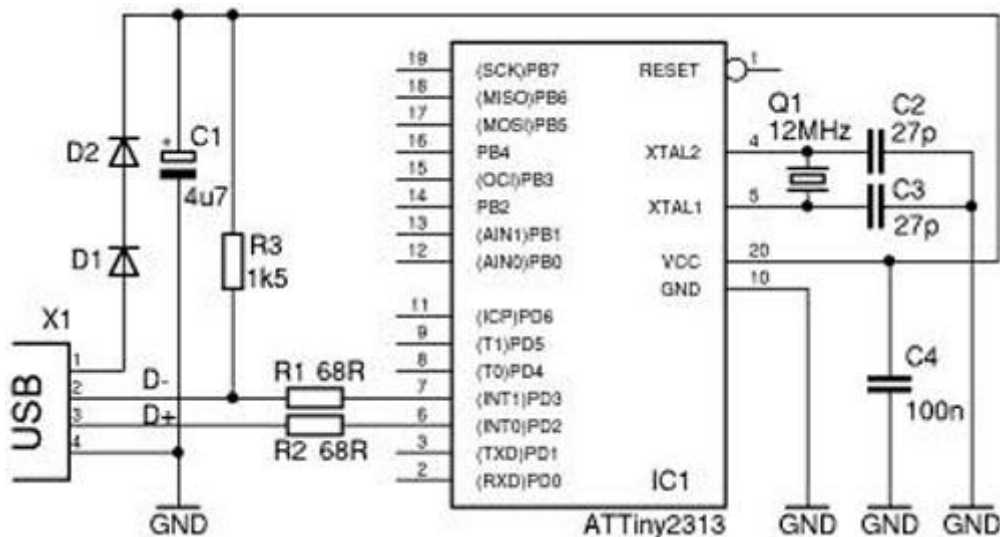 D2
C1
+
4u7
D1
R3
1k5
X1
USB
1
2
3
4
D-
D+
R1 68R
R2 68R
GND
19 (SCK)PB7
18 (MISO)PB6
17 (MOSI)PB5
16 PB4
15 (OCI)PB3
14 PB2
13 (AIN1)PB1
12 (AIN0)PB0
11 (ICP)PD6
9 (T1)PD5
8 (T0)PD4
7 (INT1)PD3
6 (INT0)PD2
3 (TXD)PD1
2 (RXD)PD0
RESET 1
XTAL2 4
XTAL1 5
VCC 20
GND 10
IC1
ATTiny2313
Q1
12MHz
C2
27p
C3
27p
C4
100n
GND
GND
GND